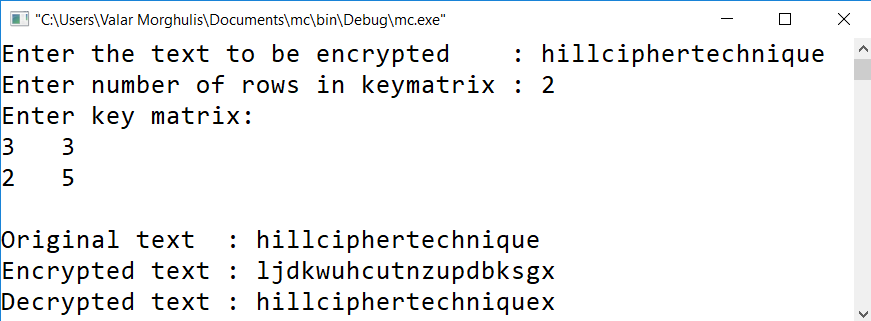 "C:\Users\Valar Morghulis\Documents\mc\bin\Debug\mc.exe"
Enter the text to be encrypted    : hillciphertechnique
Enter number of rows in keymatrix : 2
Enter key matrix:
3   3
2   5
Original text  : hillciphertechnique
Encrypted text : ljdkwuhcutnzupdbksgx
Decrypted text : hillciphertechniquex